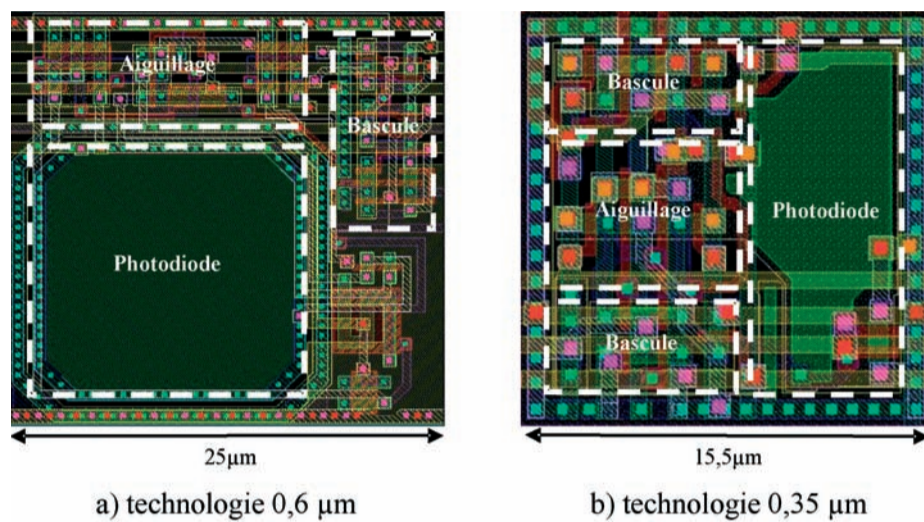 Aiguillage
Bascule
Photodiode
25µm
a) technologie 0,6 µm
Bascule
Aiguillage
Photodiode
Bascule
15,5µm
b) technologie 0,35 µm